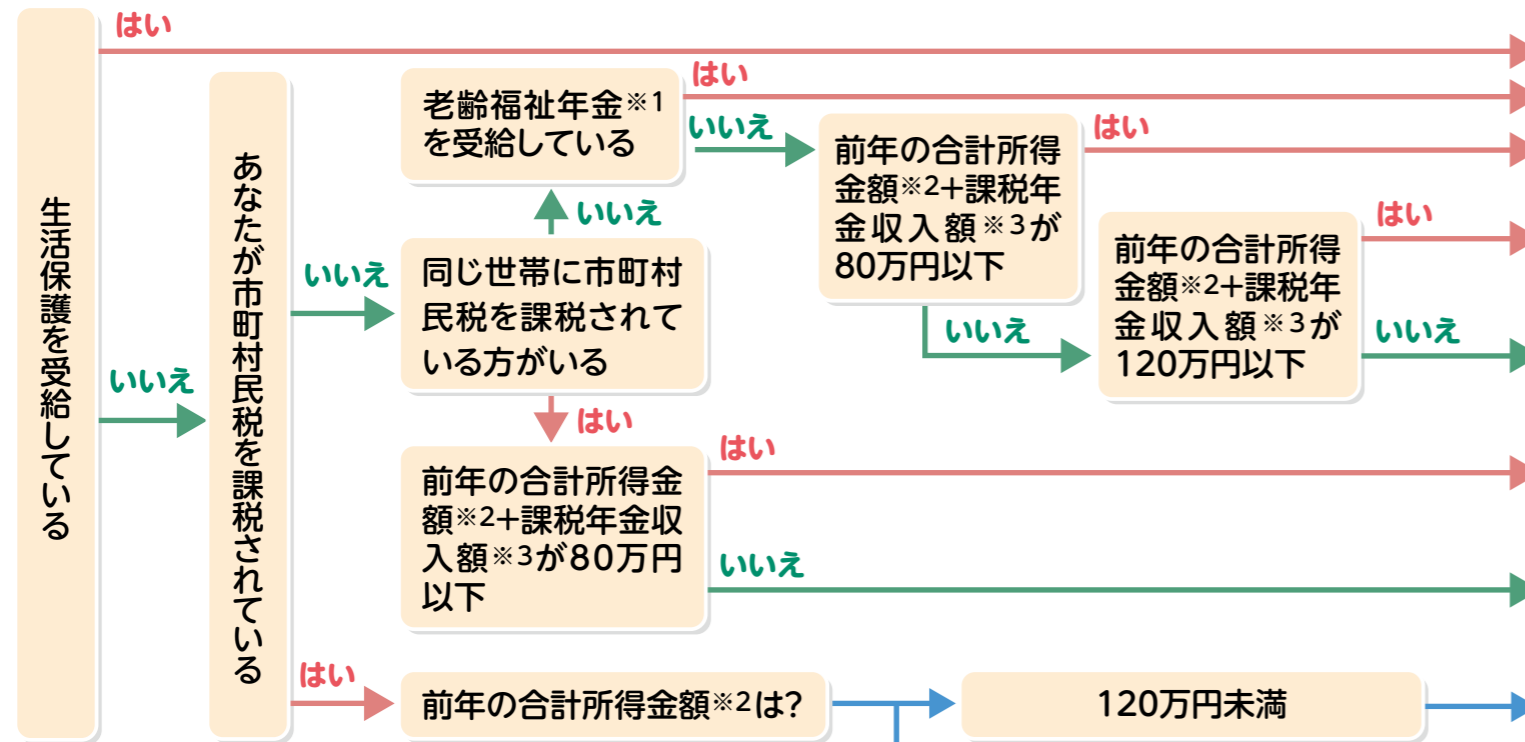 はい
生活保護を受給している
いいえ
あなたが市町村民税を課税されている
いいえ
同じ世帯に市町村
民税を課税されて
いる方がいる
いいえ
老齢福祉年金※1
を受給している
はい
いいえ
前年の合計所得
金額※2+課税年
金収入額※3が
80万円以下
はい
いいえ
前年の合計所得
金額※2+課税年
金収入額※3が
120万円以下
はい
いいえ
はい
前年の合計所得金
額※2+課税年金収
入額※3が80万円
以下
はい
いいえ
はい
前年の合計所得金額※2は?
120万円未満